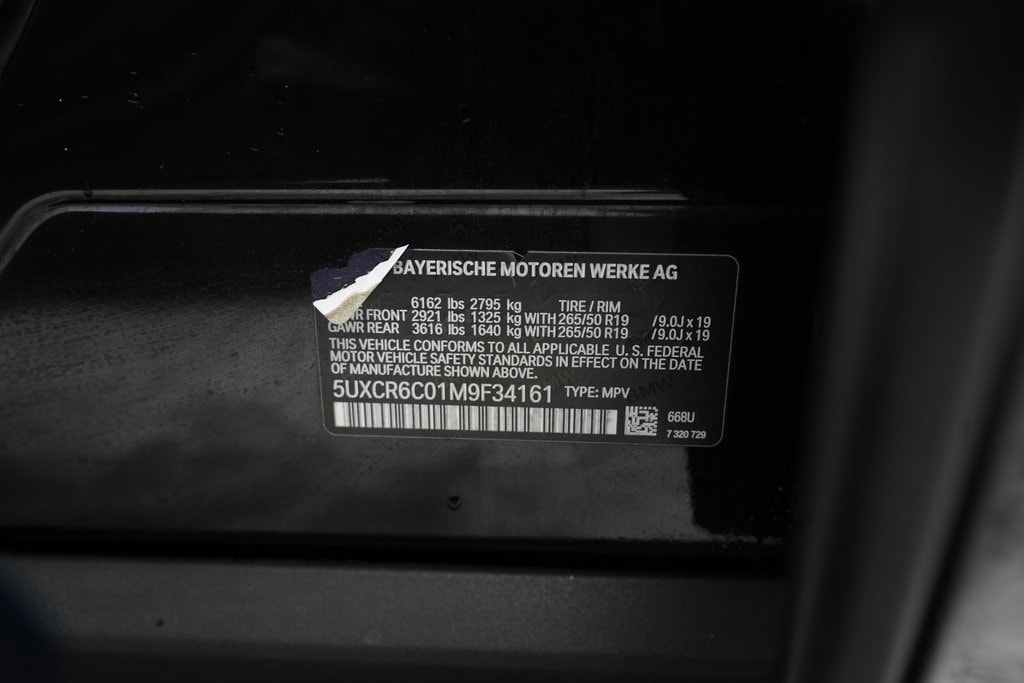 BAYERISCHE MOTOREN WERKE AG
6162 lbs 2795 kg TIRE / RIM
FRONT 2921 lbs 1325 kg WITH 265/50 R19 /9.0J x 19
GAWR REAR 3616 lbs 1640 kg WITH 265/50 R19 /9.0J x 19
THIS VEHICLE CONFORMS TO ALL APPLICABLE U. S. FEDERAL
MOTOR VEHICLE SAFETY STANDARDS IN EFFECT ON THE DATE
OF MANUFACTURE SHOWN ABOVE.
5UXCR6C01M9F34161 TYPE: MPV
668U
7 320 729